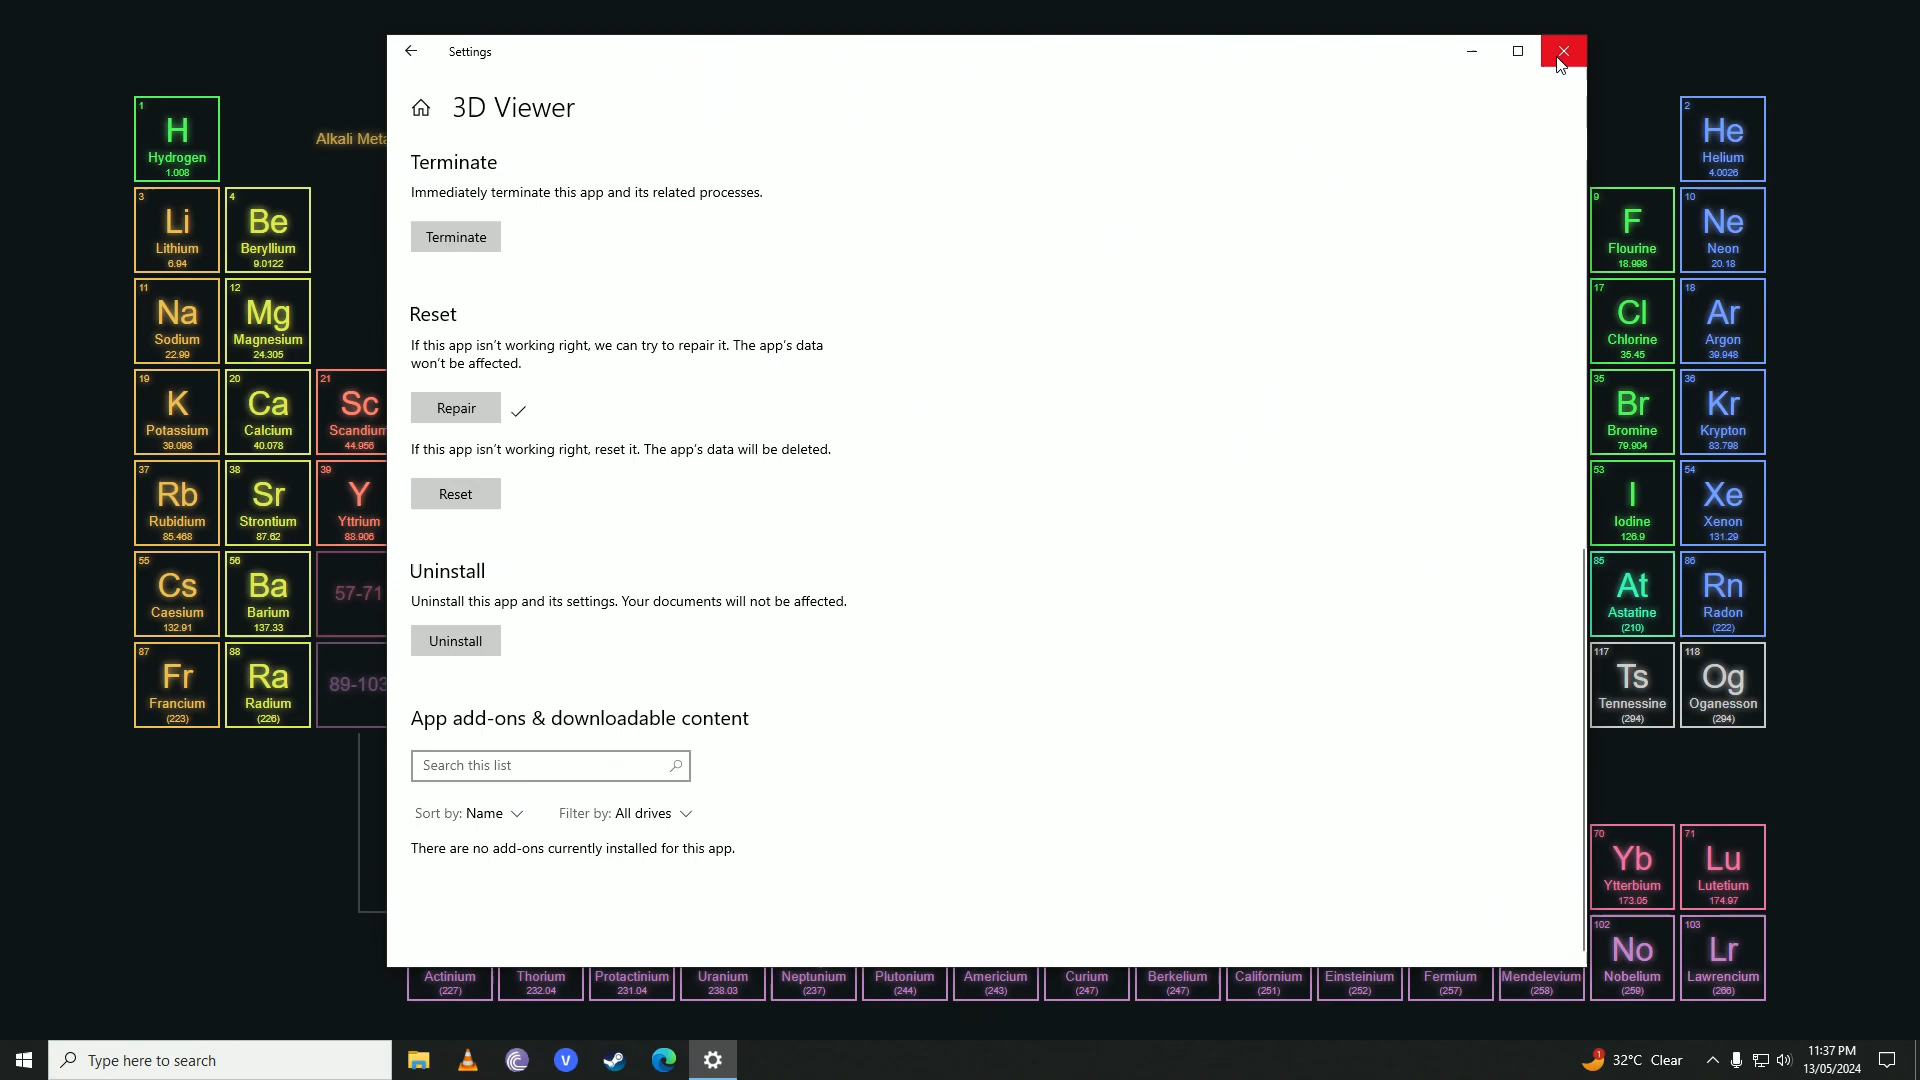 Settings
3D Viewer
Terminate
Immediately terminate this app and its related processes.
Terminate
Reset
If this app isn't working right, we can try to repair it. The app's data
won't be affected.
Repair
If this app isn't working right, reset it. The app's data will be deleted.
Reset
Uninstall
Uninstall this app and its settings. Your documents will not be affected.
Uninstall
App add-ons & downloadable content
Search this list
Sort by: Name
Filter by: All drives
There are no add-ons currently installed for this app.
1
H
Hydrogen
1.008
Alkali Meta
2
He
Helium
4.0026
3
Li
Lithium
6.94
4
Be
Beryllium
9.0122
9
F
Flourine
18.998
10
Ne
Neon
20.18
11
Na
Sodium
22.99
12
Mg
Magnesium
24.305
17
Cl
Chlorine
35.45
18
Ar
Argon
39.948
19
K
Potassium
39.098
20
Ca
Calcium
40.078
21
Sc
Scandium
44.956
35
Br
Bromine
79.904
36
Kr
Krypton
83.798
37
Rb
Rubidium
85.468
38
Sr
Strontium
87.62
39
Y
Yttrium
88.906
53
I
Iodine
126.9
54
Xe
Xenon
131.29
55
Cs
Caesium
132.91
56
Ba
Barium
137.33
57-71
85
At
Astatine
(210)
86
Rn
Radon
(222)
87
Fr
Francium
(223)
88
Ra
Radium
(226)
89-103
117
Ts
Tennessine
(294)
118
Og
Oganesson
(294)
70
Yb
Ytterbium
173.05
71
Lu
Lutetium
174.97
Actinium
(227)
Thorium
232.04
Protactinium
231.04
Uranium
238.03
Neptunium
(237)
Plutonium
(244)
Americium
(243)
Curium
(247)
Berkelium
(247)
Californium
(251)
Einsteinium
(252)
Fermium
(257)
Mendelevium
(258)
102
No
Nobelium
(259)
103
Lr
Lawrencium
(266)
Type here to search
V
1
32°C Clear
11:37 PM
13/05/2024